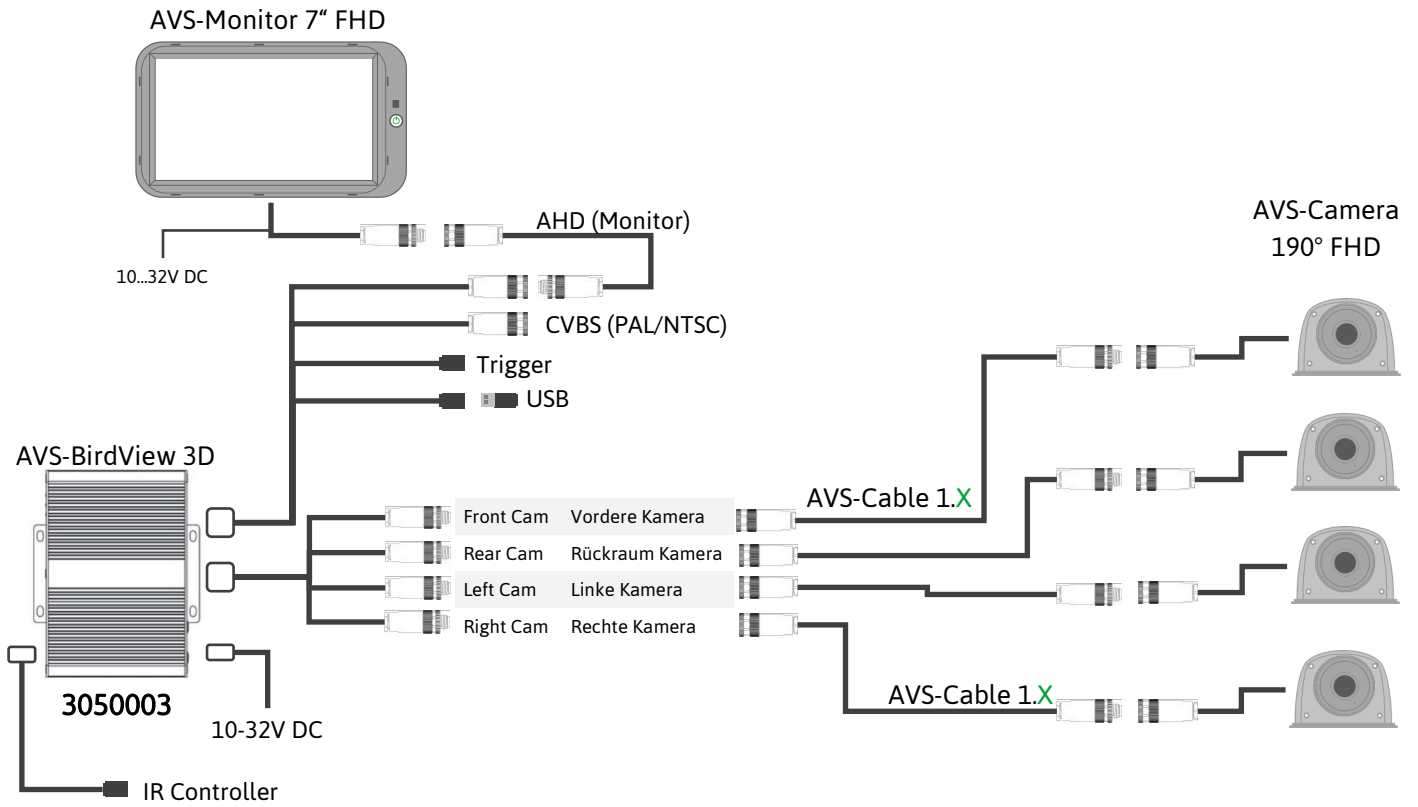 AVS-Monitor 7“ FHD
AHD (Monitor)
10...32V DC
CVBS (PAL/NTSC)
Trigger
USB
AVS-Camera
190° FHD
AVS-BirdView 3D
AVS-Cable 1.X
Front Cam Vordere Kamera
Rear Cam Rückraum Kamera
Left Cam Linke Kamera
Right Cam Rechte Kamera
AVS-Cable 1.X
3050003
10-32V DC
IR Controller